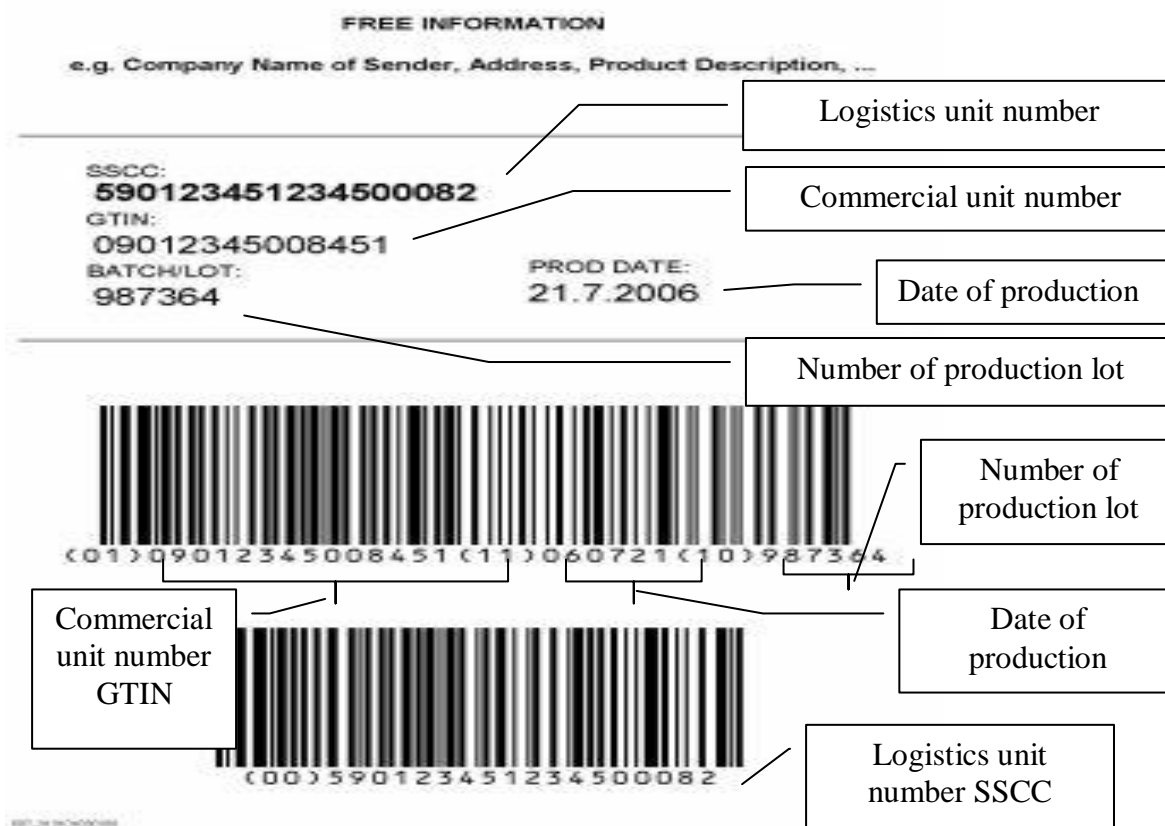 FREE INFORMATION
e.g. Company Name of Sender, Address, Product Description, ...
Logistics unit number
SSCC:
590123451234500082
Commercial unit number
GTIN:
09012345008451
BATCH/LOT:
PROD DATE:
987364
21.7.2006
Date of production
Number of production lot
Number of
production lot
(01)09012345008451(11)060721(10)987364
Commercial
unit number
GTIN
Date of
production
(00)590123451234500082
Logistics unit
number SSCC